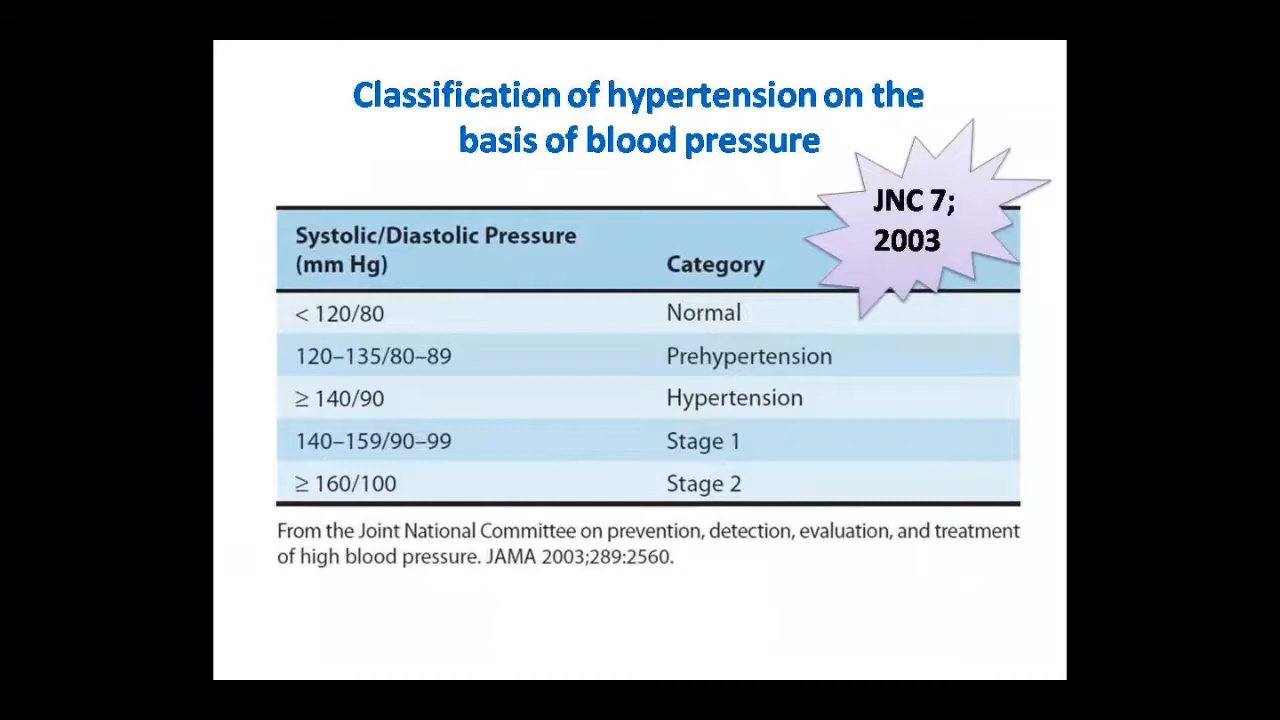 Classification of hypertension on the
basis of blood pressure
JNC 7;
2003
Systolic/Diastolic Pressure
(mm Hg) Category
< 120/80 Normal
120–135/80–89 Prehypertension
≥ 140/90 Hypertension
140–159/90–99 Stage 1
≥ 160/100 Stage 2
From the Joint National Committee on prevention, detection, evaluation, and treatment
of high blood pressure. JAMA 2003;289:2560.